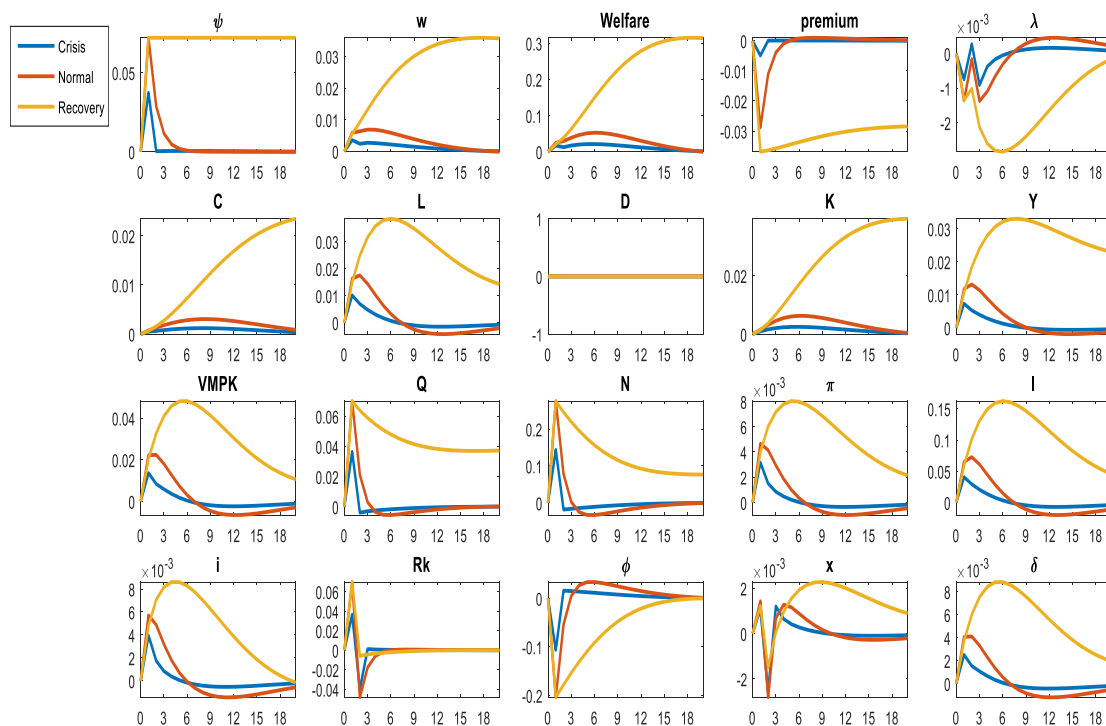 Crisis
Normal
Recovery
ψ
0.05
0
0 3 6 9 12 15 18
w
0.03
0.02
0.01
0
0 3 6 9 12 15 18
Welfare
0.3
0.2
0.1
0
0 3 6 9 12 15 18
premium
0
-0.01
-0.02
-0.03
0 3 6 9 12 15 18
×10-3
λ
0
-1
-2
0 3 6 9 12 15 18
C
0.02
0.01
0
0 3 6 9 12 15 18
L
0.03
0.02
0.01
0
0 3 6 9 12 15 18
D
1
0
-1
0 3 6 9 12 15 18
K
0.02
0
0 3 6 9 12 15 18
Y
0.03
0.02
0.01
0
0 3 6 9 12 15 18
VMPK
0.04
0.02
0
0 3 6 9 12 15 18
Q
0.06
0.04
0.02
0
0 3 6 9 12 15 18
N
0.2
0.1
0
0 3 6 9 12 15 18
×10-3
π
8
6
4
2
0
0 3 6 9 12 15 18
I
0.15
0.10
0.05
0
0 3 6 9 12 15 18
×10-3
i
8
6
4
2
0
0 3 6 9 12 15 18
Rk
0.06
0.04
0.02
0
-0.02
-0.04
0 3 6 9 12 15 18
ϕ
0
-0.1
-0.2
0 3 6 9 12 15 18
×10-3
x
2
0
-2
0 3 6 9 12 15 18
×10-3
δ
8
6
4
2
0
0 3 6 9 12 15 18